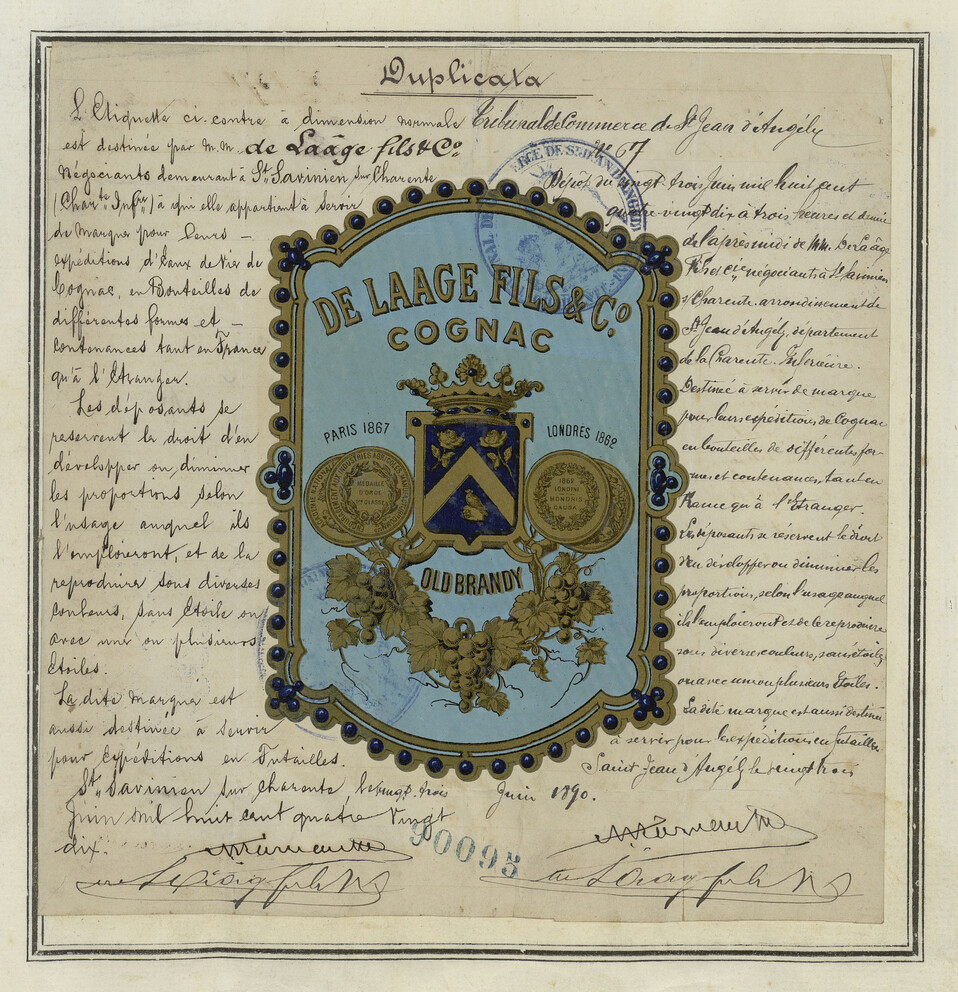 Duplicata
L'Etiquette ci-contre à dimension normale
est destinée par M.M. de Laâge fils & Co
Négociants demeurant à St Savinien sur Charente
(Charte Infre) à qui elle appartient à servir
de Marque pour leurs —
expéditions d'Eaux de Vie de
Cognac, en Bouteilles de
différentes formes et —
contenances tant en France
qu'à l'Etranger.
Les déposants se
réservent le droit d'en
développer ou diminuer
les proportions selon
l'usage auquel ils
l'emploieront, et de la
reproduire sous diverses
couleurs, sans Etoile ou
avec une ou plusieurs
Etoiles.
La dite Marque est
aussi destinée à servir
pour Expéditions en Futailles.
St Savinien sur Charente le vingt-trois
Juin mil huit cent quatre Vingt
dix.
Tribunal de Commerce de St Jean d'Angély
No 67
Dépôt du vingt trois Juin mil huit cent
quatre vingt dix à trois heures et demie
de l'après midi de MM. De Laâge
Fils et Cie négociants à St Savinien
s/ Charente. arrondissement de
St Jean d'Angély, département
de la Charente-Inférieure.
Destinée à servir de marque
pour leurs expéditions de Cognac
en bouteilles de différentes for-
mes et contenances, tant en
France qu'à l'Etranger.
Les déposants se réservent le droit
d'en développer ou diminuer les
proportions, selon l'usage auquel
ils l'emploieront et de le reproduire
sous diverses couleurs, sans étoile,
ou avec une ou plusieurs Etoiles.
La dite marque est aussi destinée
à servir pour les expéditions en futailles
Saint Jean d'Angély le vingt trois
Juin 1890.
DE LAAGE FILS & Co.
COGNAC
PARIS 1867
LONDRES 1862
MEDAILLE
D'OR DE
1862
LONDINI
HONORIS
CAUSA
OLD BRANDY
90095